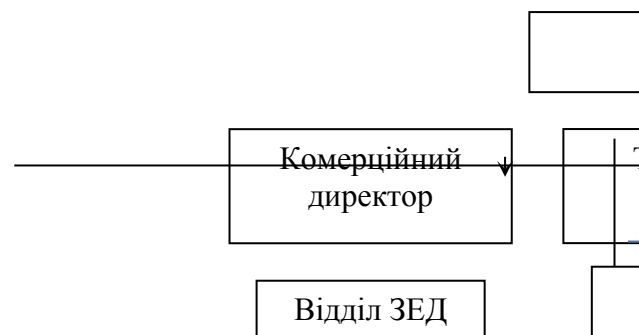 Комерційний
директор
Відділ ЗЕД